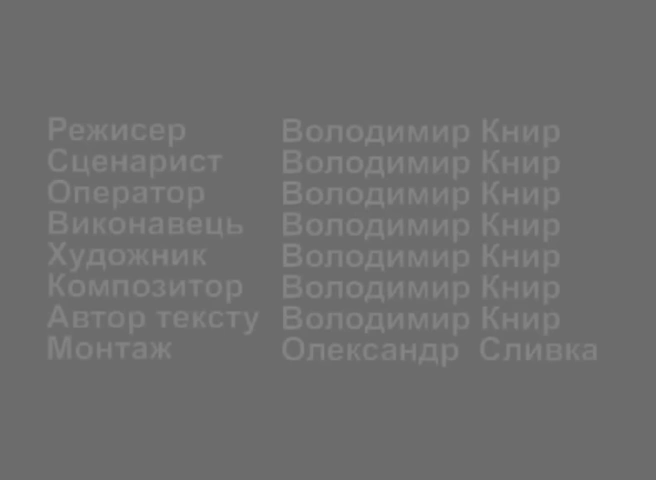 Режисер Володимир Книр
Сценарист Володимир Книр
Оператор Володимир Книр
Виконавець Володимир Книр
Художник Володимир Книр
Композитор Володимир Книр
Автор тексту Володимир Книр
Монтаж Олександр Сливка